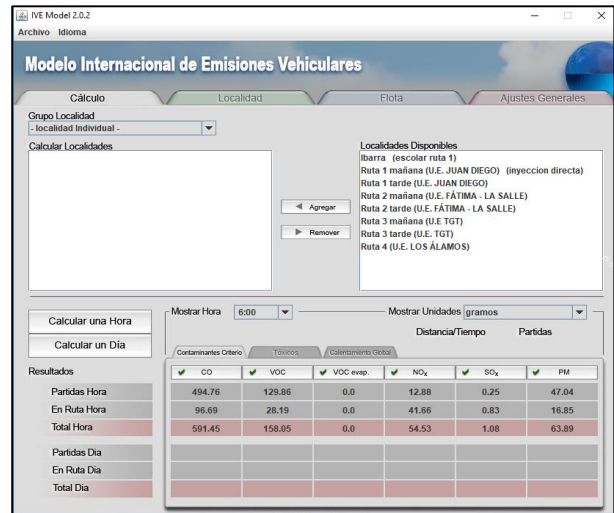 IVE Model 2.0.2
Archivo Idioma
Modelo Internacional de Emisiones Vehiculares
Cálculo Localidad Flota Ajustes Generales
Grupo Localidad
- localidad Individual -
Calcular Localidades
Localidades Disponibles
Ibarra (escolar ruta 1)
Ruta 1 mañana (U.E. JUAN DIEGO) (inyeccion directa)
Ruta 1 tarde (U.E. JUAN DIEGO)
Ruta 2 mañana (U.E. FÁTIMA - LA SALLE)
Ruta 2 tarde (U.E. FÁTIMA - LA SALLE)
Ruta 3 mañana (U.E TGT)
Ruta 3 tarde (U.E. TGT)
Ruta 4 (U.E. LOS ÁLAMOS)
Agregar
Remover
Calcular una Hora
Calcular un Día
Mostrar Hora 6:00 Mostrar Unidades gramos
Distancia/Tiempo Partidas
Contaminantes Criterio Tóxicos Calentamiento Global
Resultados CO VOC VOC evap. NOx SOx PM
Partidas Hora 494.76 129.86 0.0 12.88 0.25 47.04
En Ruta Hora 96.69 28.19 0.0 41.66 0.83 16.85
Total Hora 591.45 158.05 0.0 54.53 1.08 63.89
Partidas Dia
En Ruta Dia
Total Dia